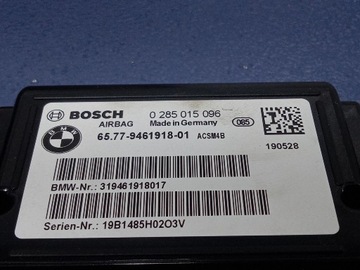 BOSCH 0 285 015 096
AIRBAG Made in Germany 085
BMW 65.77-9461918-01 ACSM4B
190528
BMW-Nr.: 319461918017
Serien-Nr.: 19B1485H02O3V